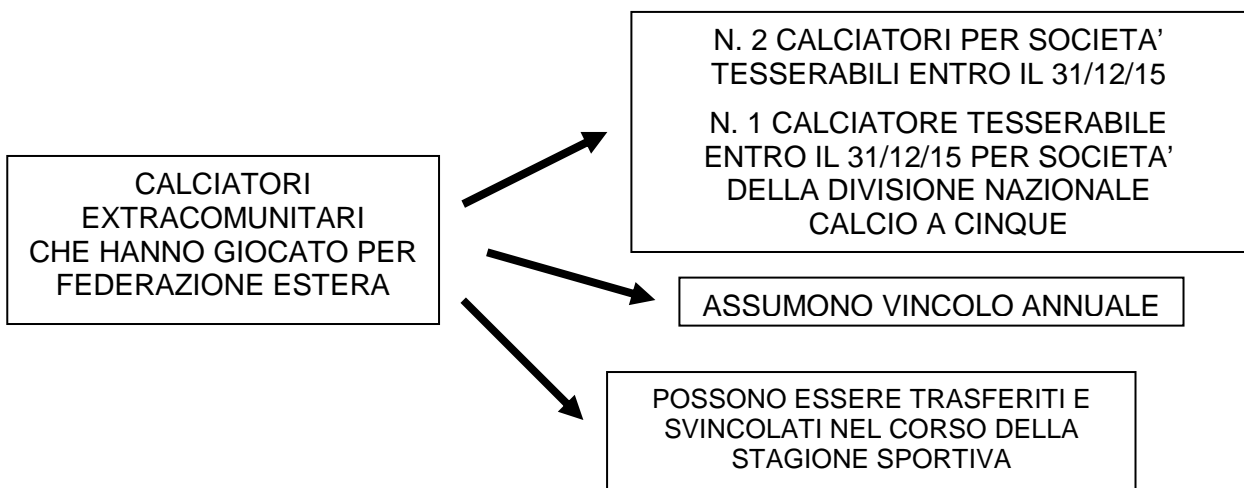 CALCIATORI
EXTRACOMUNITARI
CHE HANNO GIOCATO PER
FEDERAZIONE ESTERA
N. 2 CALCIATORI PER SOCIETA'
TESSERABILI ENTRO IL 31/12/15
N. 1 CALCIATORE TESSERABILE
ENTRO IL 31/12/15 PER SOCIETA'
DELLA DIVISIONE NAZIONALE
CALCIO A CINQUE
ASSUMONO VINCOLO ANNUALE
POSSONO ESSERE TRASFERITI E
SVINCOLATI NEL CORSO DELLA
STAGIONE SPORTIVA